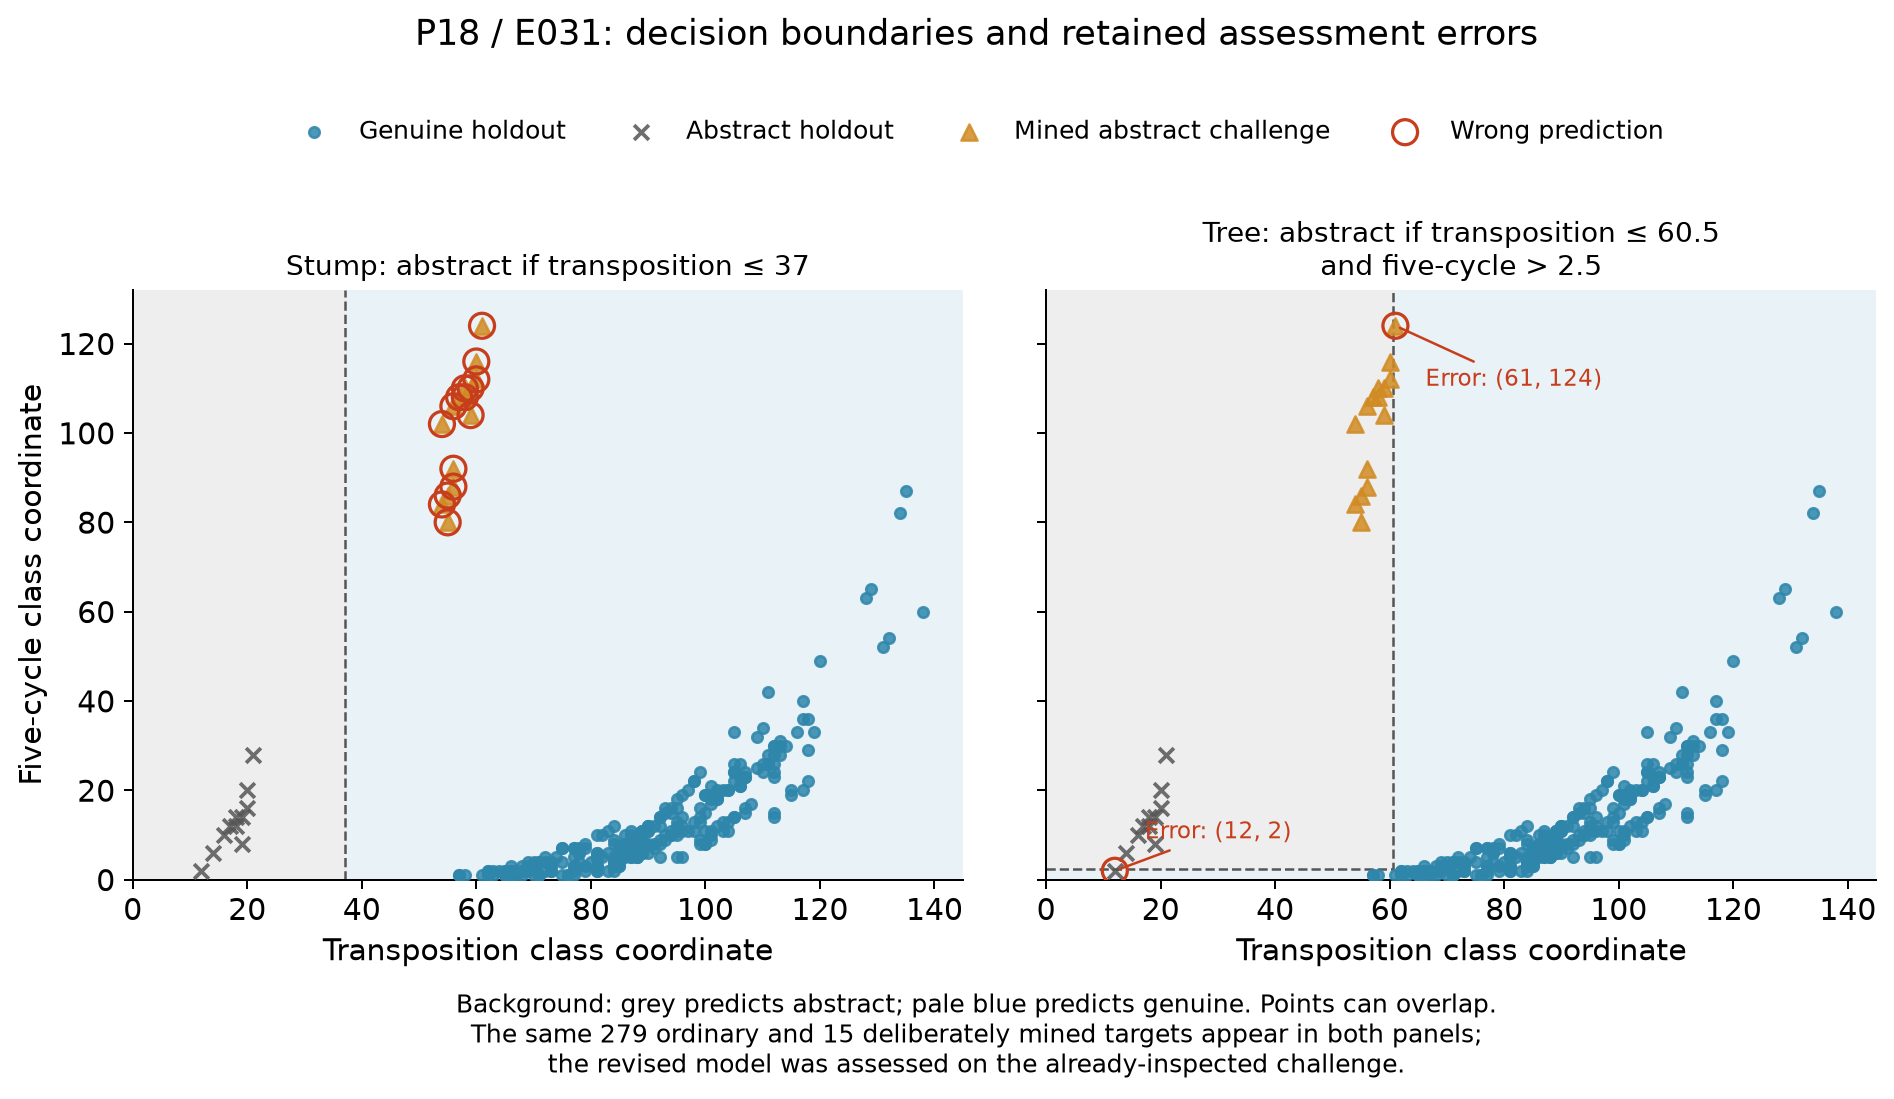 P18 / E031: decision boundaries and retained assessment errors
Genuine holdout
Abstract holdout
Mined abstract challenge
Wrong prediction
Stump: abstract if transposition ≤ 37
Five-cycle class coordinate
120
100
80
60
40
20
0
0 20 40 60 80 100 120 140
Transposition class coordinate
Tree: abstract if transposition ≤ 60.5
and five-cycle > 2.5
Error: (61, 124)
Error: (12, 2)
0 20 40 60 80 100 120 140
Transposition class coordinate
Background: grey predicts abstract; pale blue predicts genuine. Points can overlap.
The same 279 ordinary and 15 deliberately mined targets appear in both panels;
the revised model was assessed on the already-inspected challenge.